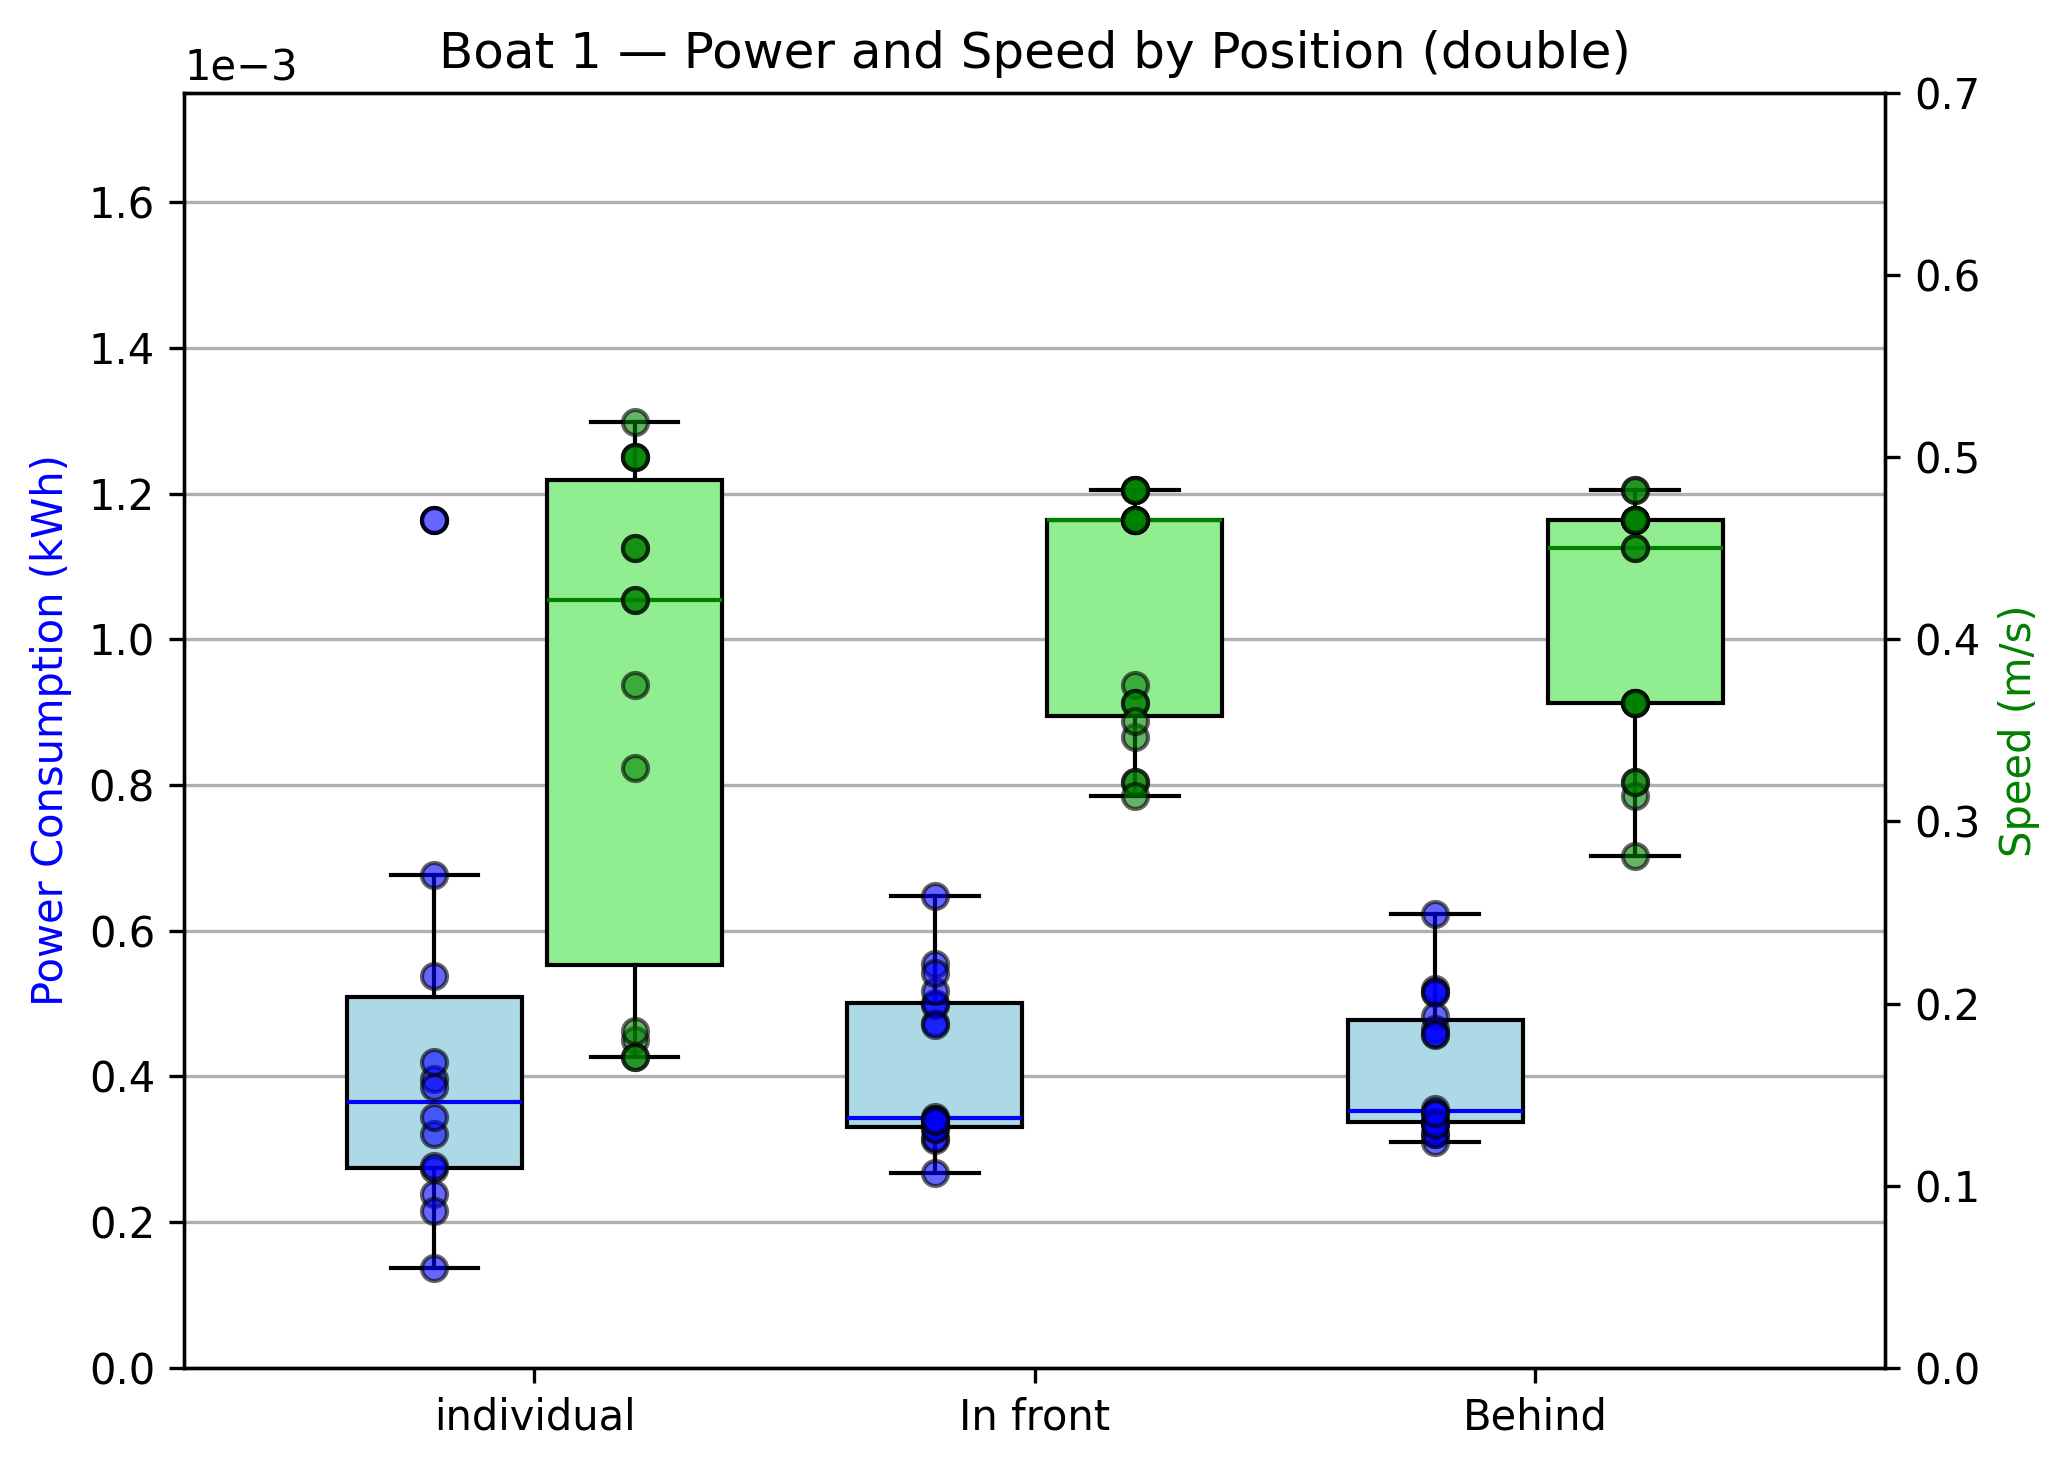 Boat 1 — Power and Speed by Position (double)
1e−3
Power Consumption (kWh)
1.6
1.4
1.2
1.0
0.8
0.6
0.4
0.2
0.0
0.7
0.6
0.5
0.4
0.3
0.2
0.1
0.0
Speed (m/s)
individual
In front
Behind